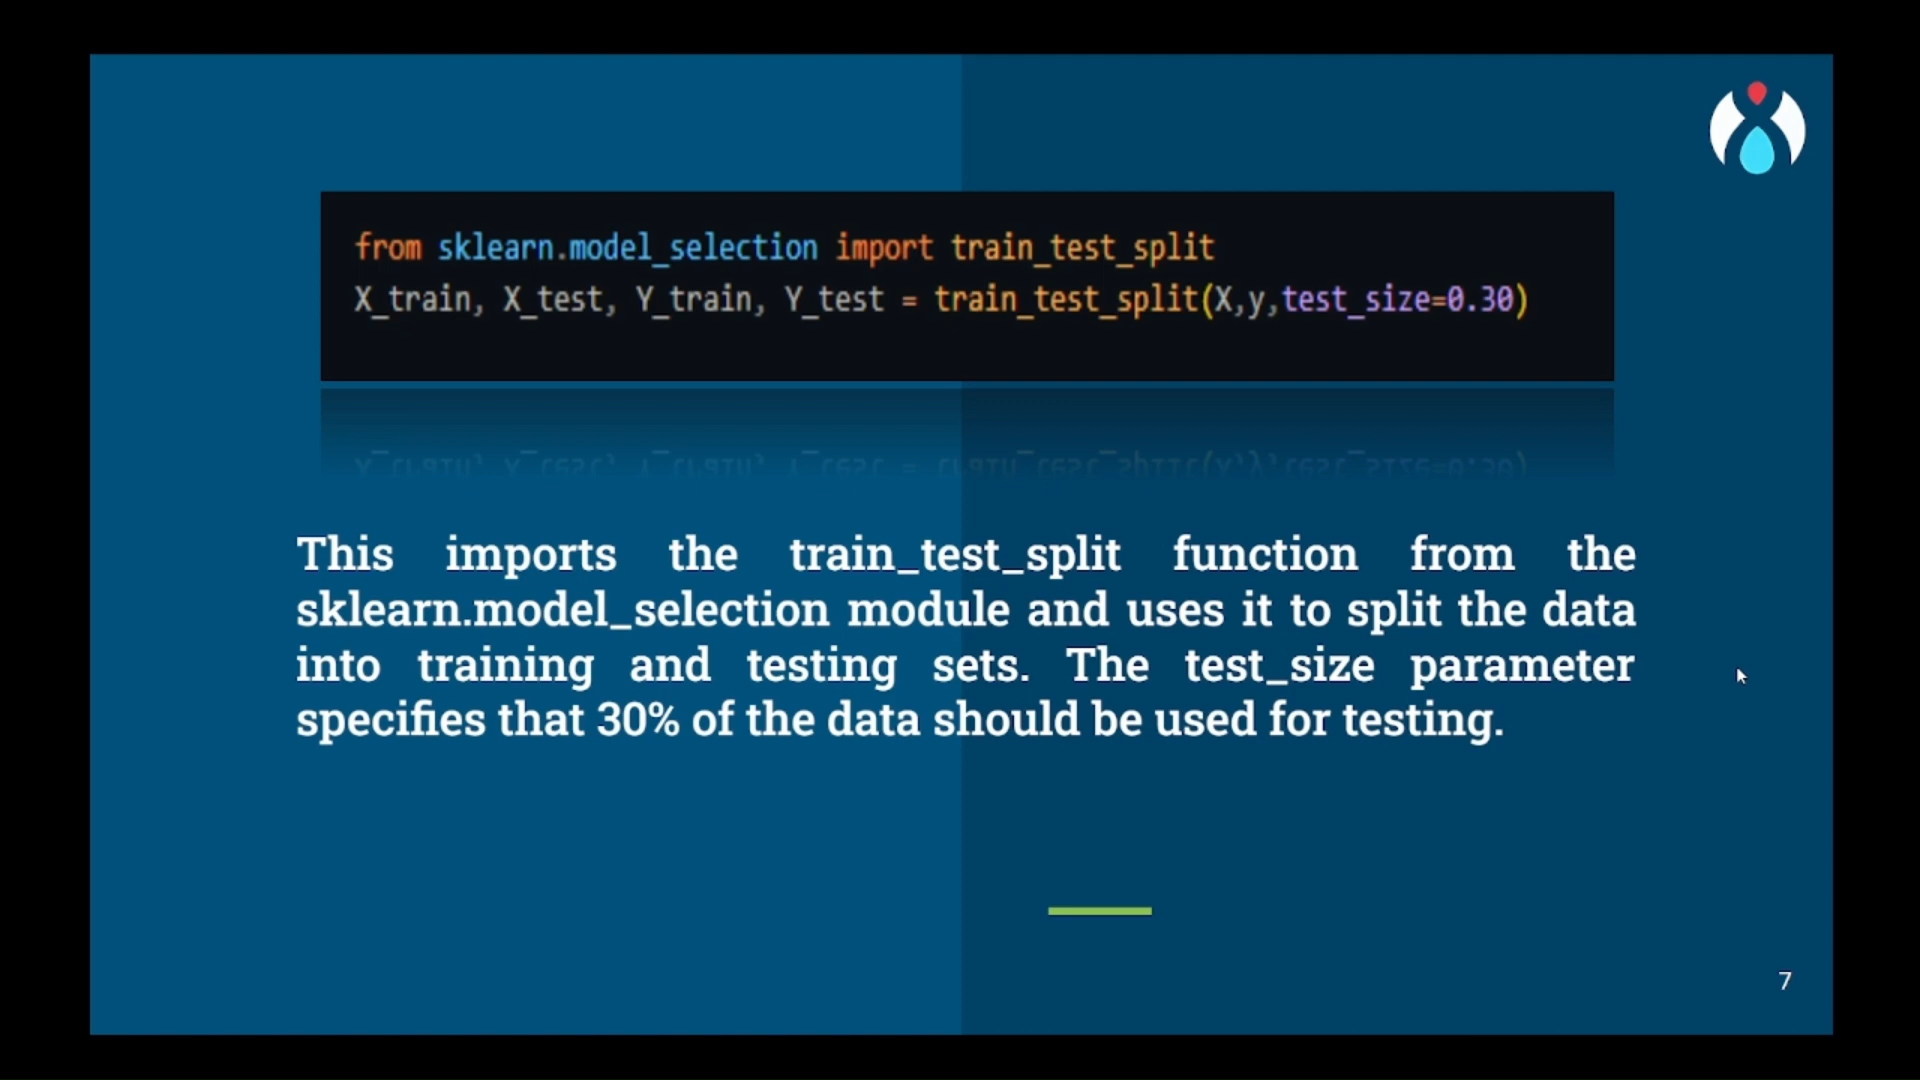 from sklearn.model_selection import train_test_split
X_train, X_test, Y_train, Y_test = train_test_split(X,y,test_size=0.30)
This imports the train_test_split function from the
sklearn.model_selection module and uses it to split the data
into training and testing sets. The test_size parameter
specifies that 30% of the data should be used for testing.
7